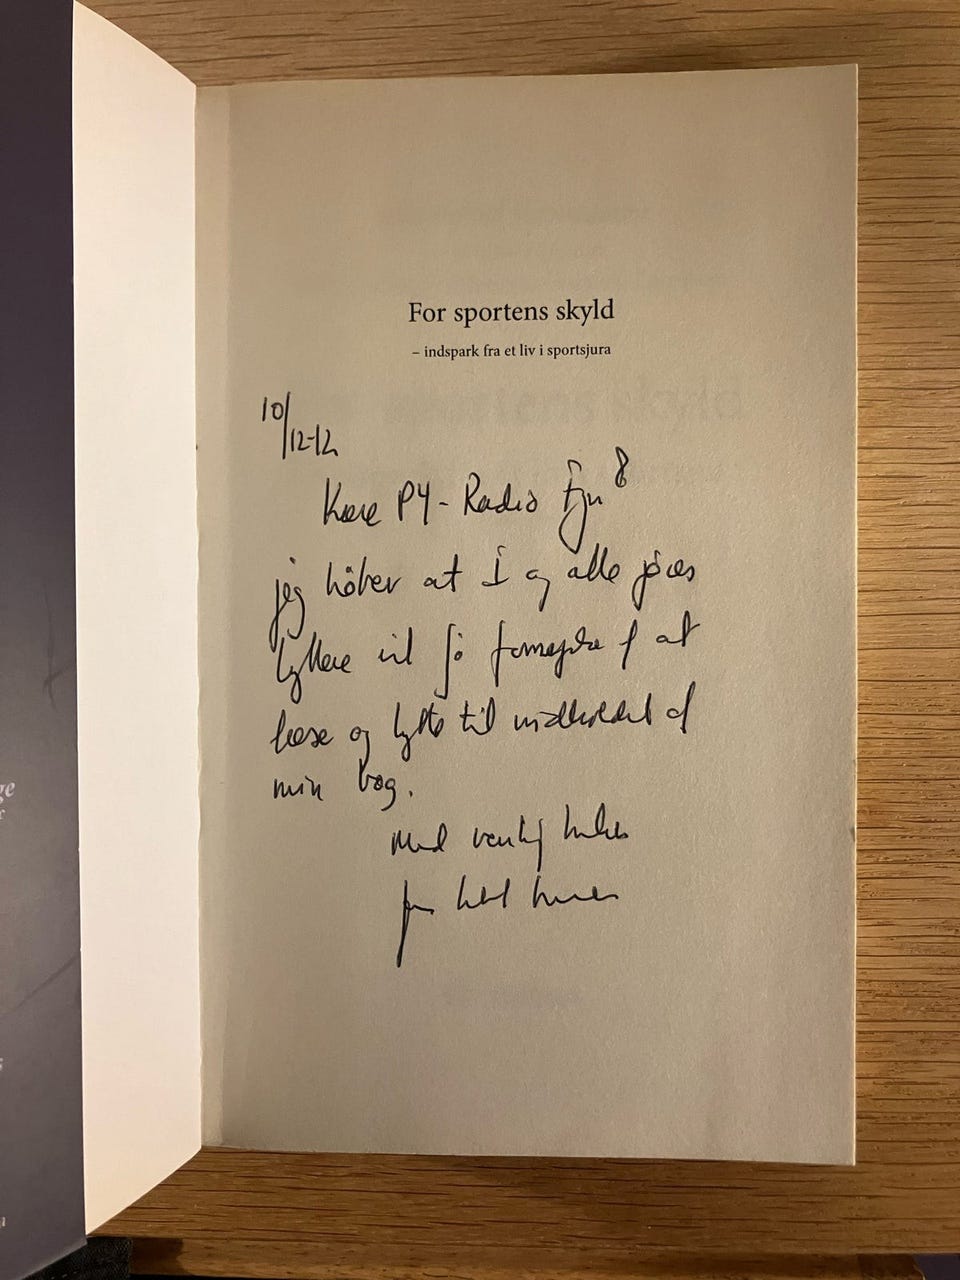 For sportens skyld
– indspark fra et liv i sportsjura
10/12-12
Kære P4-Radio Fyn
jeg håber at I og alle jeres
lyttere vil få fornøjelse af at
læse og lytte til indholdet af
min bog.
Med venlig hilsen